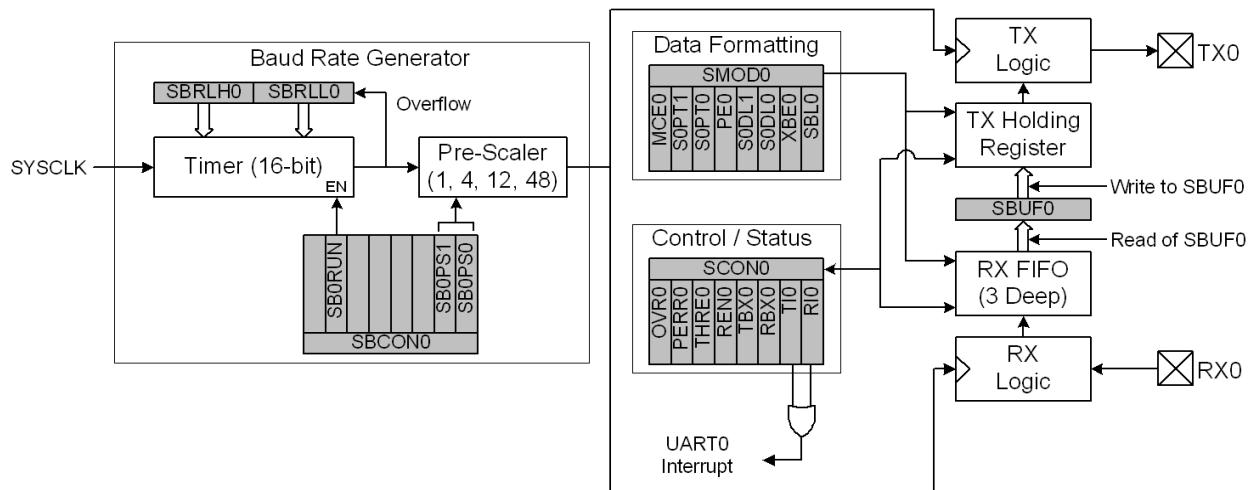 Baud Rate Generator
SBRLH0 SBRLL0
Overflow
SYSCLK
Timer (16-bit)
EN
Pre-Scaler
(1, 4, 12, 48)
SB0RUN
SB0PS1
SB0PS0
SBCON0
Data Formatting
SMOD0
MCE0
S0PT1
S0PT0
PE0
S0DL1
S0DL0
XBE0
SBL0
Control / Status
SCON0
OVR0
PERR0
THRE0
REN0
TBX0
RBX0
TI0
RI0
UART0
Interrupt
TX
Logic
TX0
TX Holding
Register
Write to SBUF0
SBUF0
Read of SBUF0
RX FIFO
(3 Deep)
RX
Logic
RX0